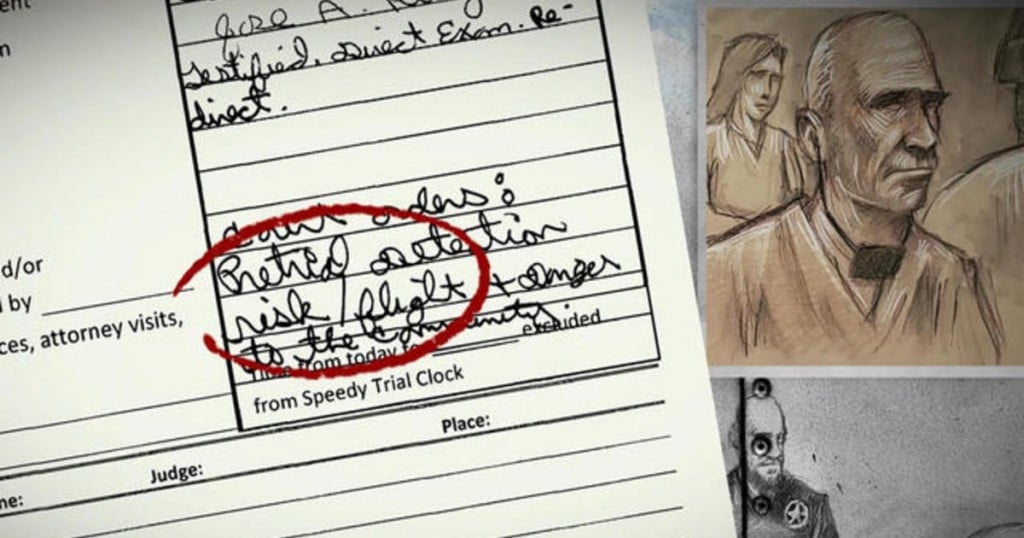 ent
n
Jose A.
Testified. Direct Exam. Re-
direct.
Court Orders:
Pretrial Detention
risk/flight + Danger
to the Community.
Time from today to excluded
from Speedy Trial Clock
d/or
d by
ces, attorney visits,
Place:
Judge:
me: